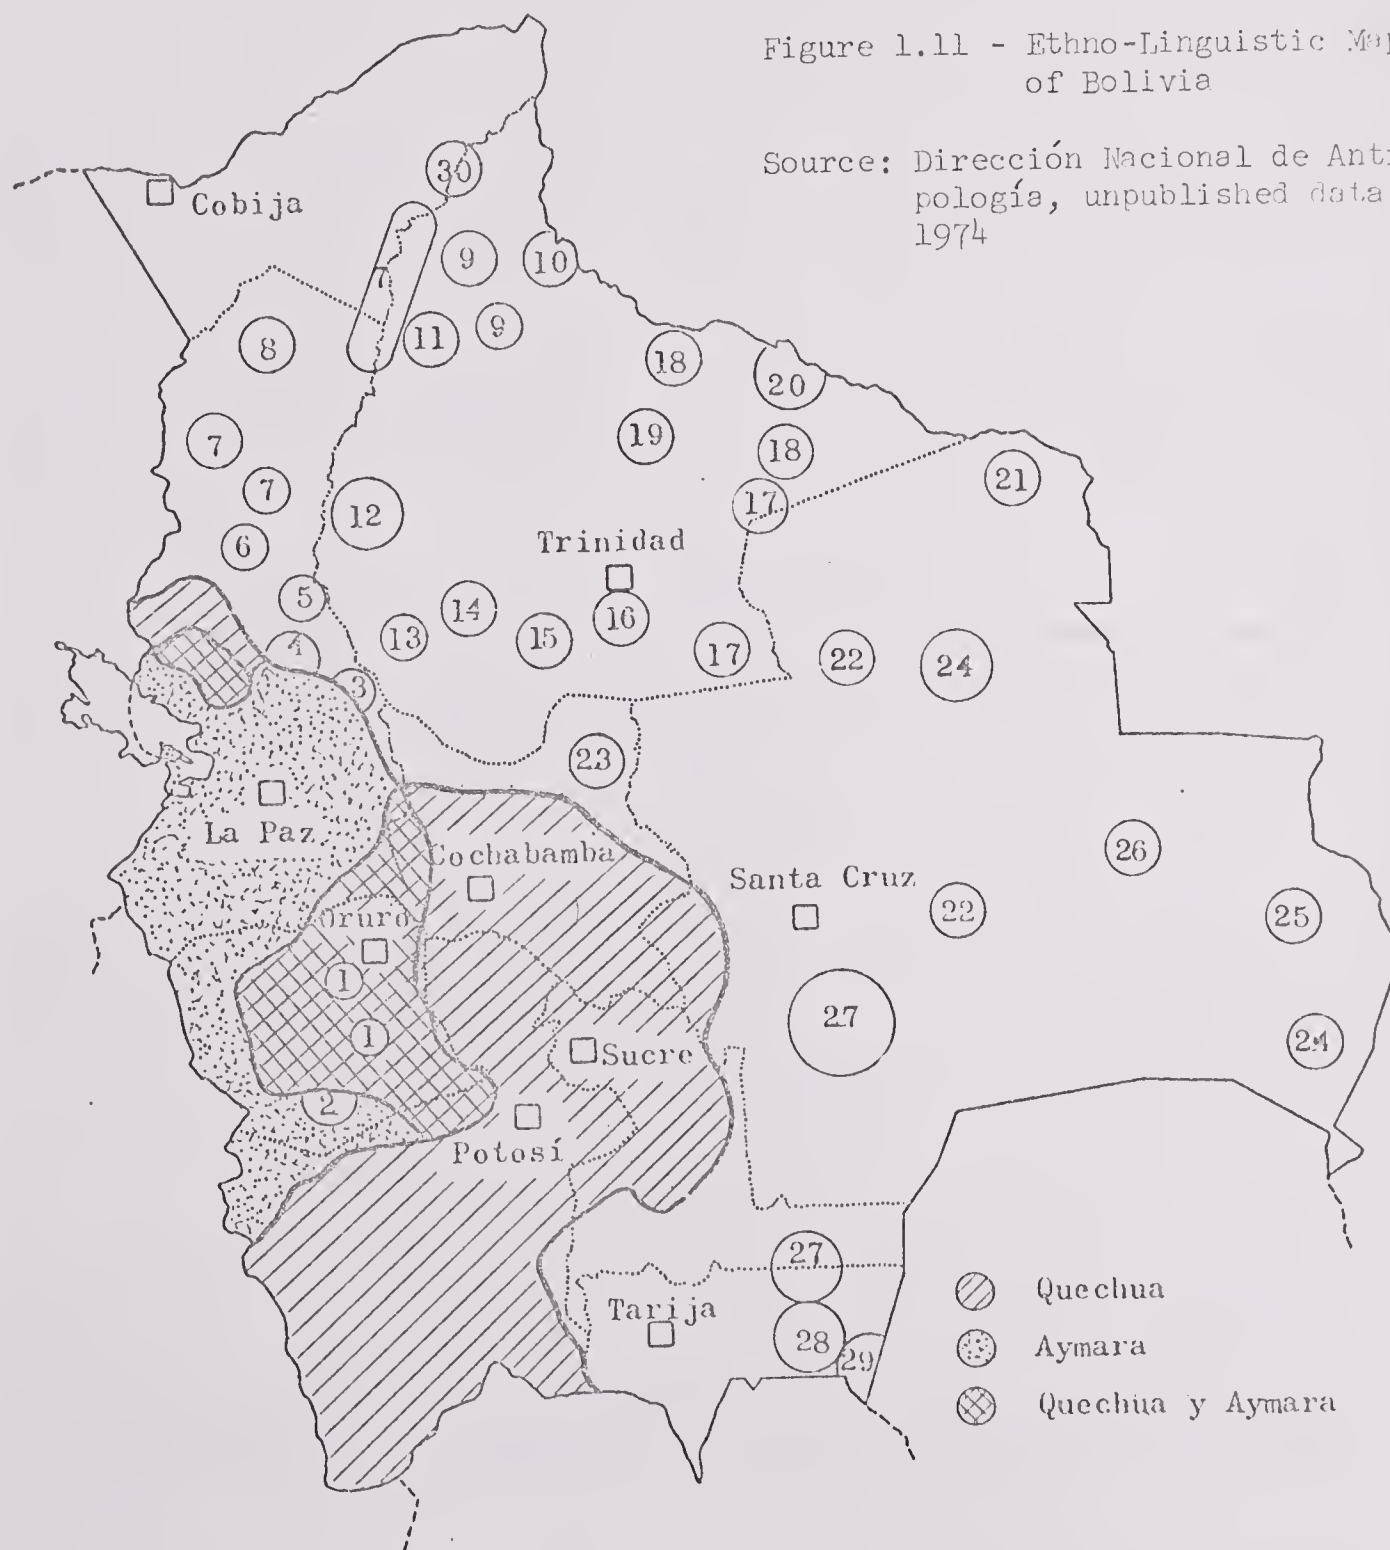 Figure 1.11 - Ethno-Linguistic
of Bolivia
Source: Dirección Nacional de
pología, unpublished data
1974
30
Cobija
7
9
10
8
11
9
18
20
7
19
18
21
7
17
12
6
Trinidad
5
14
16
13
15
4
17
22
24
3
23
La Paz
Cochabamba
26
Santa Cruz
Oruro
22
25
1
27
1
24
Sucre
2
Potosí
27
Quechua
Tarija
28
Aymara
29
Quechua y Aymara